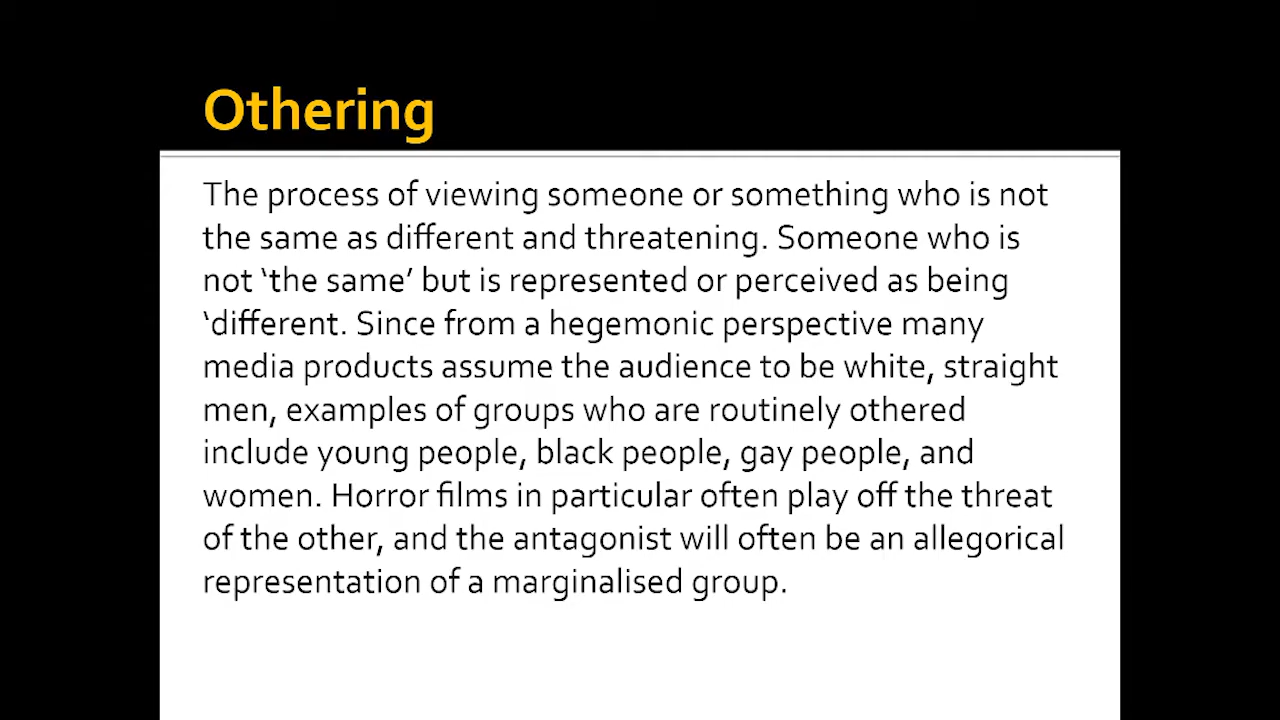 Othering
The process of viewing someone or something who is not
the same as different and threatening. Someone who is
not ‘the same’ but is represented or perceived as being
‘different. Since from a hegemonic perspective many
media products assume the audience to be white, straight
men, examples of groups who are routinely othered
include young people, black people, gay people, and
women. Horror films in particular often play off the threat
of the other, and the antagonist will often be an allegorical
representation of a marginalised group.